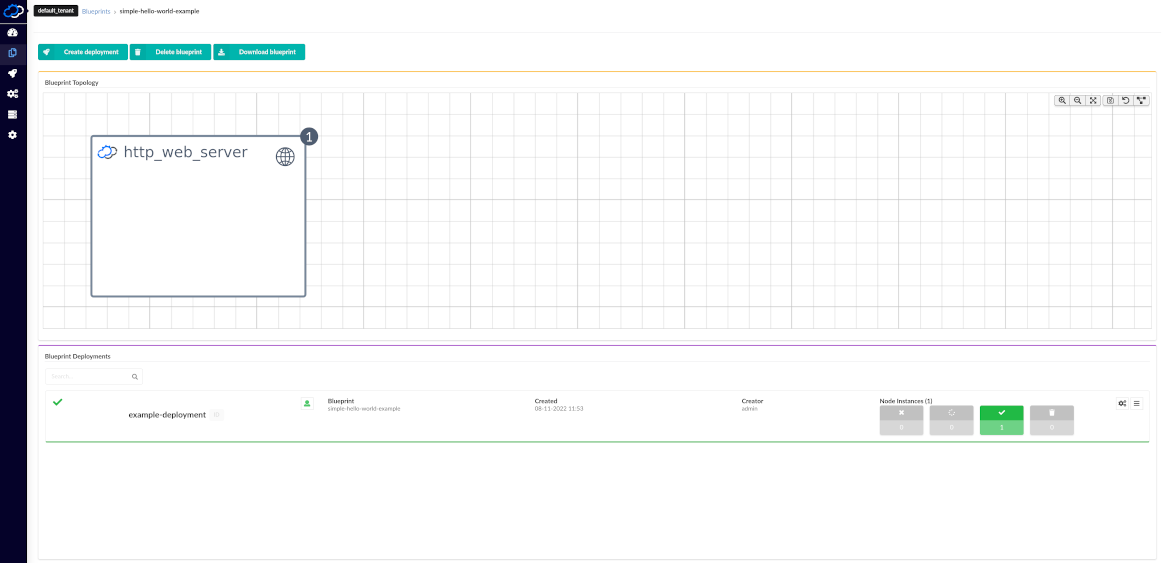 default_tenant Blueprints › simple-hello-world-example
Create deployment Delete blueprint Download blueprint
Blueprint Topology
http_web_server
1
Blueprint Deployments
Search...
example-deployment
Blueprint
simple-hello-world-example
Created
08-11-2022 11:53
Creator
admin
Node Instances (1)
0 0 1 0